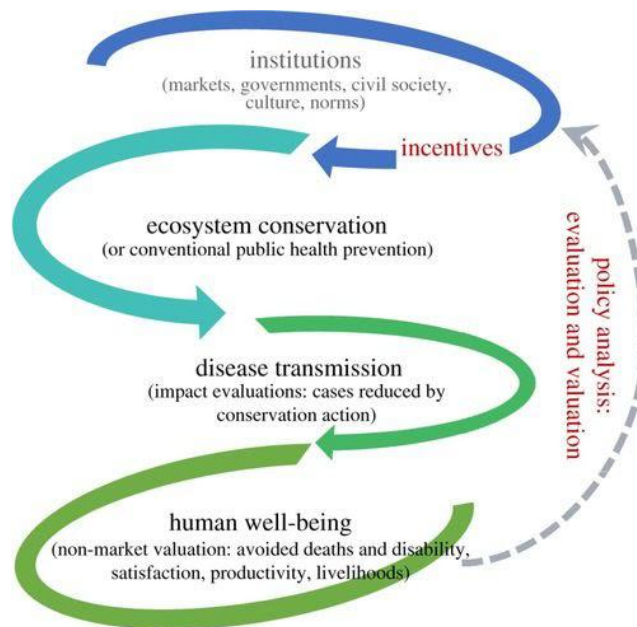 institutions
(markets, governments, civil society,
culture, norms)
incentives
ecosystem conservation
(or conventional public health prevention)
policy analysis:
evaluation and valuation
disease transmission
(impact evaluations: cases reduced by
conservation action)
human well-being
(non-market valuation: avoided deaths and disability,
satisfaction, productivity, livelihoods)